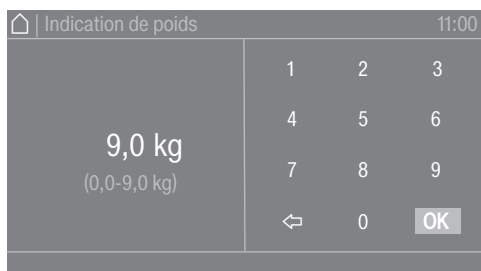 | Indication de poids 11:00
9,0 kg
(0,0-9,0 kg)
1 2 3
4 5 6
7 8 9
0 OK